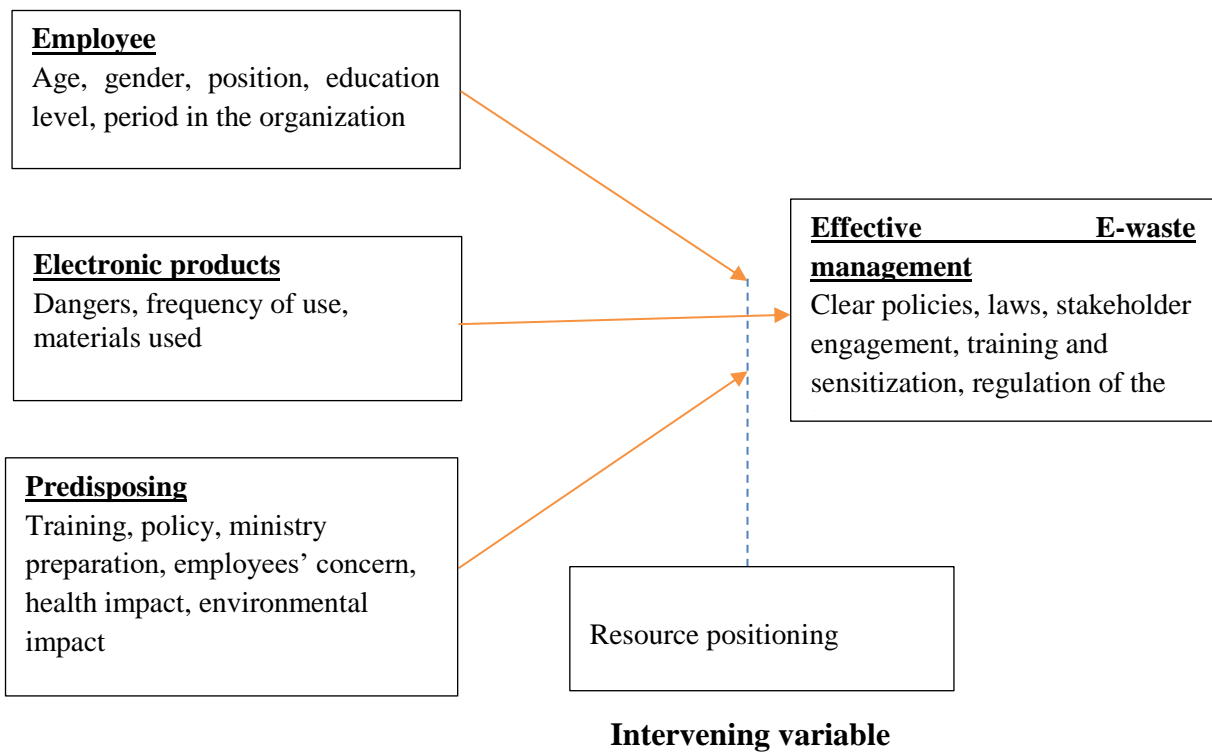 Employee
Age, gender, position, education
level, period in the organization
Electronic products
Dangers, frequency of use,
materials used
Predisposing
Training, policy, ministry
preparation, employees’ concern,
health impact, environmental
impact
Effective E-waste
management
Clear policies, laws, stakeholder
engagement, training and
sensitization, regulation of the
Resource positioning
Intervening variable